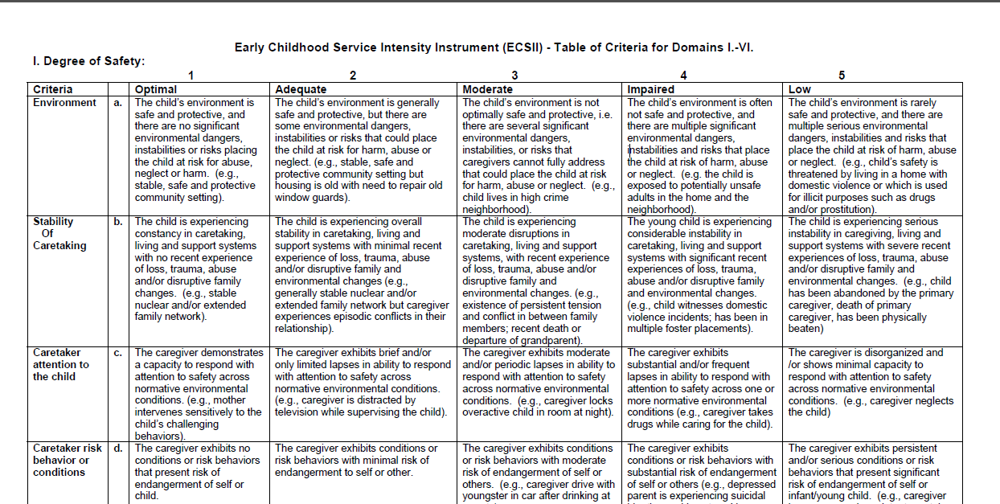 Early Childhood Service Intensity Instrument (ECSII) - Table of Criteria for Domains I.-VI.
I. Degree of Safety:
1
2
3
4
5
Criteria
Optimal
Adequate
Moderate
Impaired
Low
Environment
a.
The child's environment is
safe and protective, and
there are no significant
environmental dangers,
instabilities or risks placing
the child at risk for abuse,
neglect or harm. (e.g.,
stable, safe and protective
community setting).
The child's environment is generally
safe and protective, but there are
some environmental dangers,
instabilities or risks that could place
the child at risk for harm, abuse or
neglect. (e.g., stable, safe and
protective community setting but
housing is old with need to repair old
window guards).
The child's environment is not
optimally safe and protective, i.e.
there are several significant
environmental dangers,
instabilities, or risks that
caregivers cannot fully address
that could place the child at risk
for harm, abuse or neglect. (e.g.,
child lives in high crime
neighborhood).
The child's environment is often
not safe and protective, and
there are multiple significant
environmental dangers,
instabilities and risks that place
the child at risk of harm, abuse
or neglect. (e.g. the child is
exposed to potentially unsafe
adults in the home and the
neighborhood).
The child's environment is rarely
safe and protective, and there are
multiple serious environmental
dangers, instabilities and risks that
place the child at risk of harm, abuse
or neglect. (e.g., child's safety is
threatened by living in a home with
domestic violence or which is used
for illicit purposes such as drugs
and/or prostitution).
Stability
Of
Caretaking
b.
The child is experiencing
constancy in caretaking,
living and support systems
with no recent experience
of loss, trauma, abuse
and/or disruptive family
changes. (e.g., stable
nuclear and/or extended
family network).
The child is experiencing overall
stability in caretaking, living and
support systems with minimal recent
experience of loss, trauma, abuse
and/or disruptive family and
environmental changes (e.g.,
generally stable nuclear and/or
extended family network but caregiver
experiences episodic conflicts in their
relationship).
The child is experiencing
moderate disruptions in
caretaking, living and support
systems, with recent experience
of loss, trauma, abuse and/or
disruptive family and
environmental changes. (e.g.,
existence of persistent tension
and conflict in between family
members; recent death or
departure of grandparent).
The young child is experiencing
considerable instability in
caretaking, living and support
systems with significant recent
experiences of loss, trauma,
abuse and/or disruptive family
and environmental changes.
(e.g., child witnesses domestic
violence incidents; has been in
multiple foster placements).
The child is experiencing serious
instability in caregiving, living and
support systems with severe recent
experiences of loss, trauma, abuse
and/or disruptive family and
environmental changes. (e.g., child
has been abandoned by the primary
caregiver, death of primary
caregiver, has been physically
beaten)
Caretaker
attention to
the child
c.
The caregiver demonstrates
a capacity to respond with
attention to safety across
normative environmental
conditions. (e.g., mother
intervenes sensitively to the
child's challenging
behaviors).
The caregiver exhibits brief and/or
only limited lapses in ability to respond
with attention to safety across
normative environmental conditions.
(e.g., caregiver is distracted by
television while supervising the child).
The caregiver exhibits moderate
and/or periodic lapses in ability to
respond with attention to safety
across normative environmental
conditions. (e.g., caregiver locks
overactive child in room at night).
The caregiver exhibits
substantial and/or frequent
lapses in ability to respond with
attention to safety across one or
more normative environmental
conditions (e.g., caregiver takes
drugs while caring for the child).
The caregiver is disorganized and
/or shows minimal capacity to
respond with attention to safety
across normative environmental
conditions. (e.g., caregiver neglects
the child)
Caretaker risk
behavior or
conditions
d.
The caregiver exhibits no
conditions or risk behaviors
that present risk of
endangerment of self or
child.
The caregiver exhibits conditions or
risk behaviors with minimal risk of
endangerment to self or other.
The caregiver exhibits conditions
or risk behaviors with moderate
risk of endangerment of self or
others. (e.g., caregiver drive with
youngster in car after drinking at
The caregiver exhibits
conditions or risk behaviors with
substantial risk of endangerment
of self or others (e.g., depressed
parent is experiencing suicidal
The caregiver exhibits persistent
and/or serious conditions or risk
behaviors that present significant
risk of endangerment of self or
infant/young child. (e.g., caregiver